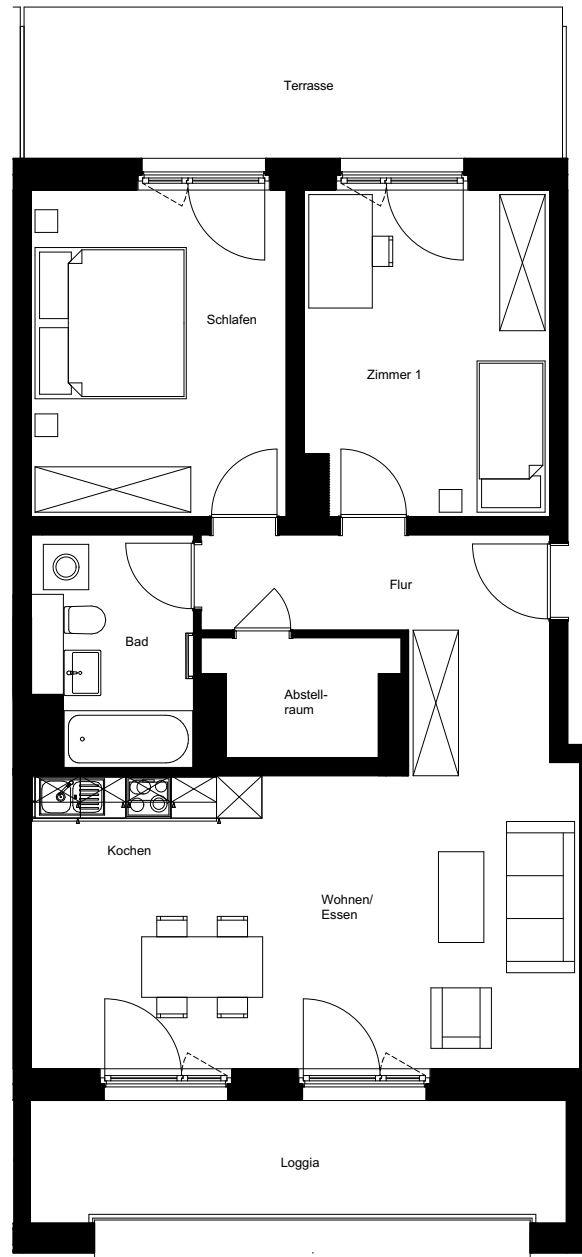 Terrasse
Schlafen
Zimmer 1
Flur
Bad
Abstell-
raum
Kochen
Wohnen/
Essen
Loggia